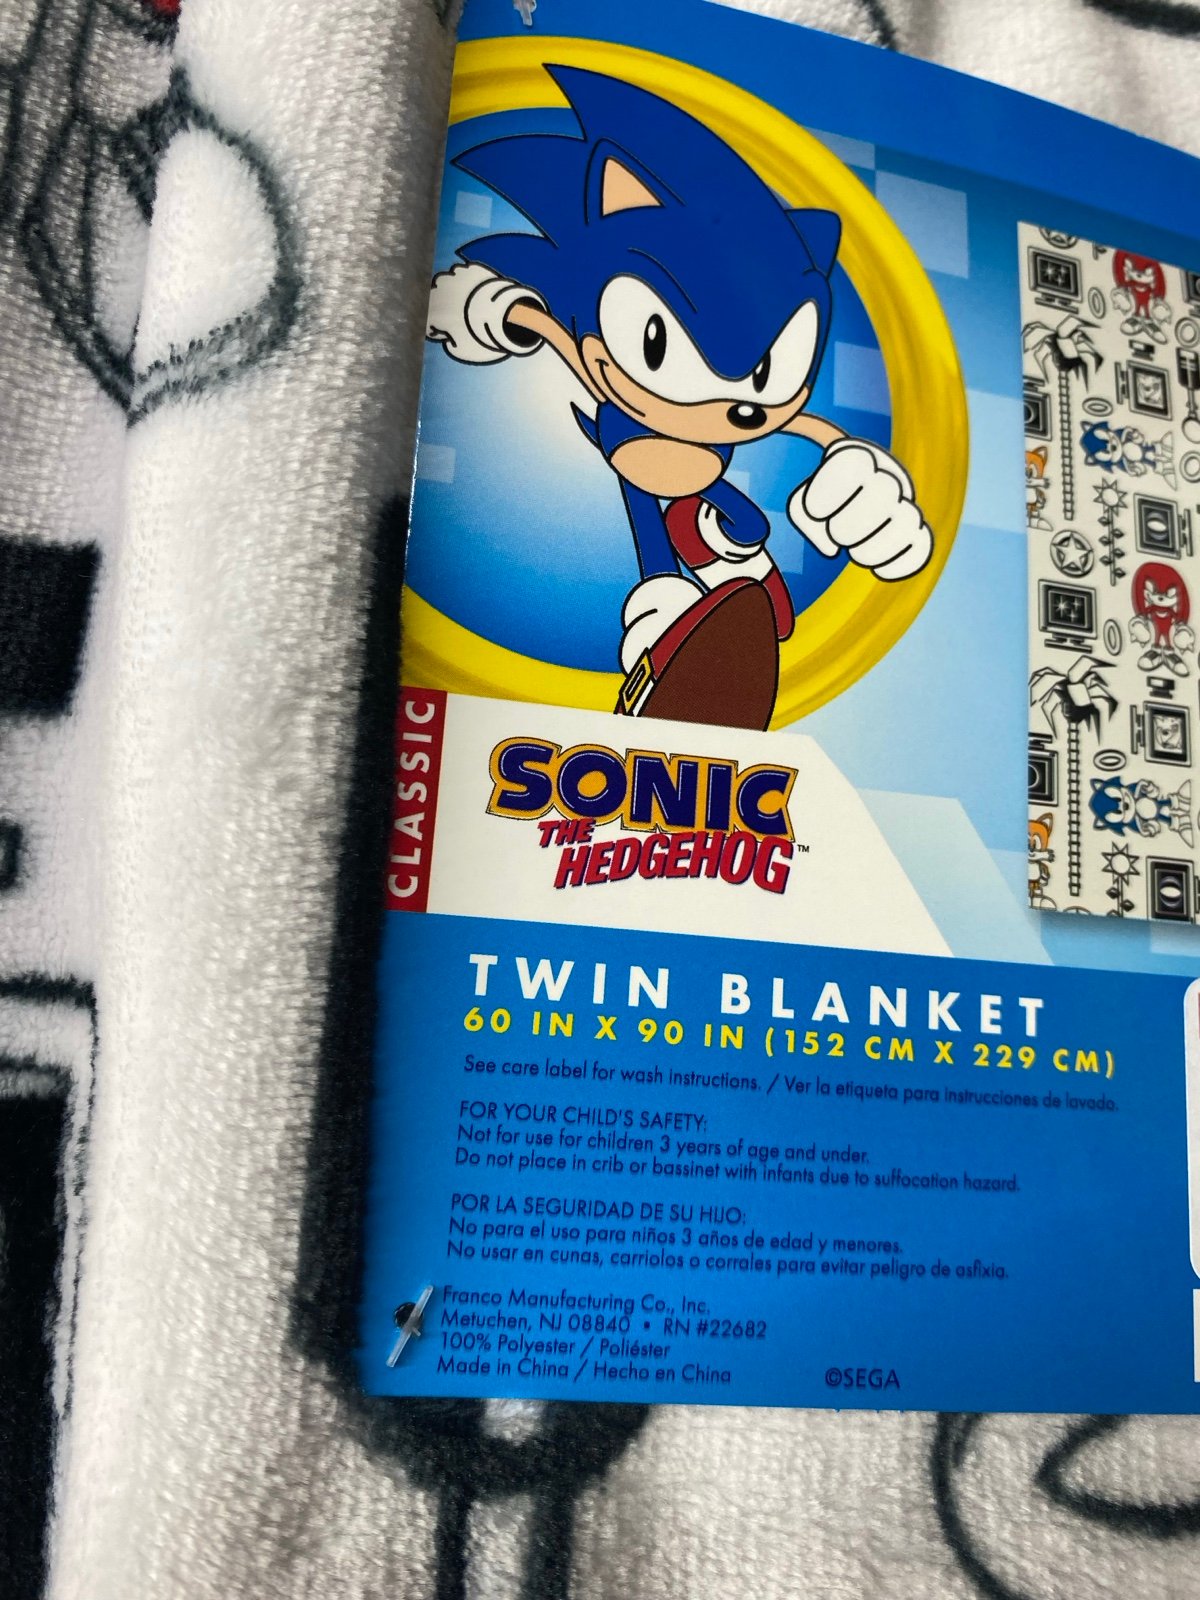 CLASSIC
SONIC
THE
HEDGEHOG™
TWIN BLANKET
60 IN X 90 IN (152 CM X 229 CM)
See care label for wash instructions. / Ver la etiqueta para instrucciones de lavado.
FOR YOUR CHILD'S SAFETY:
Not for use for children 3 years of age and under.
Do not place in crib or bassinet with infants due to suffocation hazard.
POR LA SEGURIDAD DE SU HIJO:
No para el uso para niños 3 años de edad y menores.
No usar en cunas, carriolos o corrales para evitar peligro de asfixia.
Franco Manufacturing Co., Inc.
Metuchen, NJ 08840 • RN #22682
100% Polyester / Poliéster
Made in China / Hecho en China
©SEGA